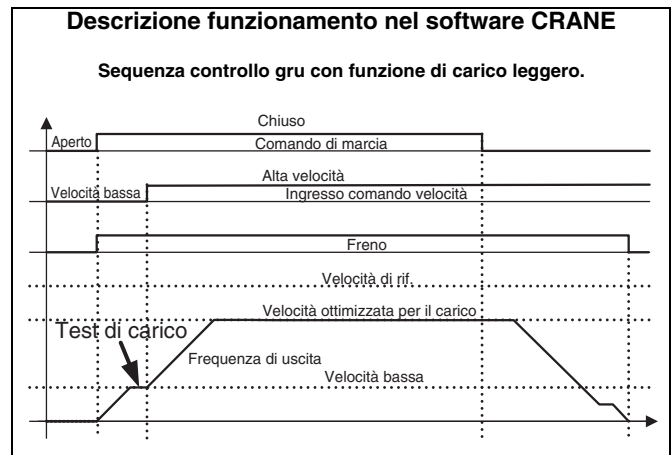 Descrizione funzionamento nel software CRANE
Sequenza controllo gru con funzione di carico leggero.
Chiuso
Aperto
Comando di marcia
Alta velocità
Velocità bassa
Ingresso comando velocità
Freno
Velocità di rif.
Velocità ottimizzata per il carico
Test di carico
Frequenza di uscita
Velocità bassa